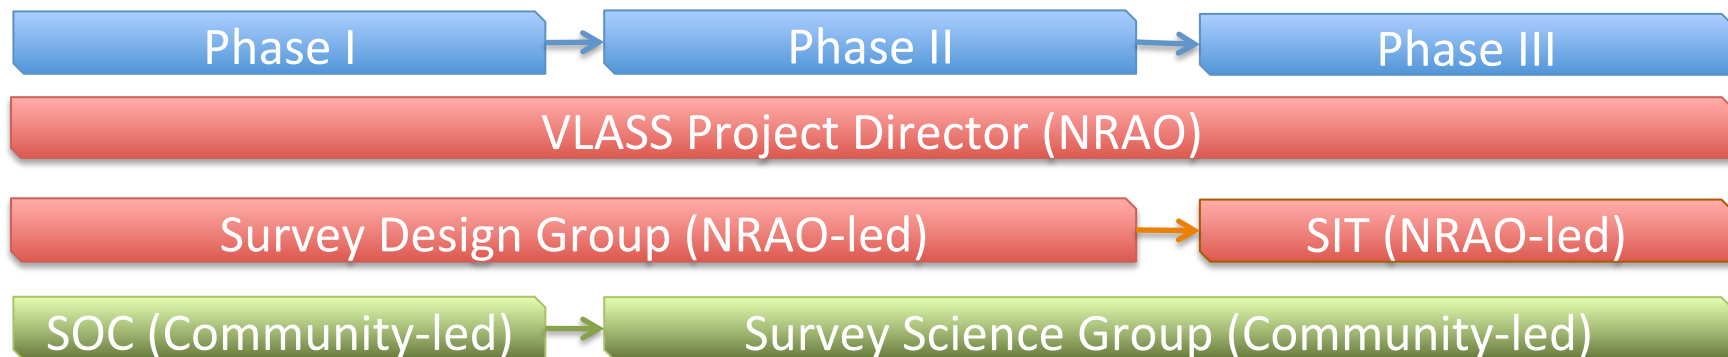 Phase I
Phase II
Phase III
VLASS Project Director (NRAO)
Survey Design Group (NRAO-led)
SIT (NRAO-led)
SOC (Community-led)
Survey Science Group (Community-led)